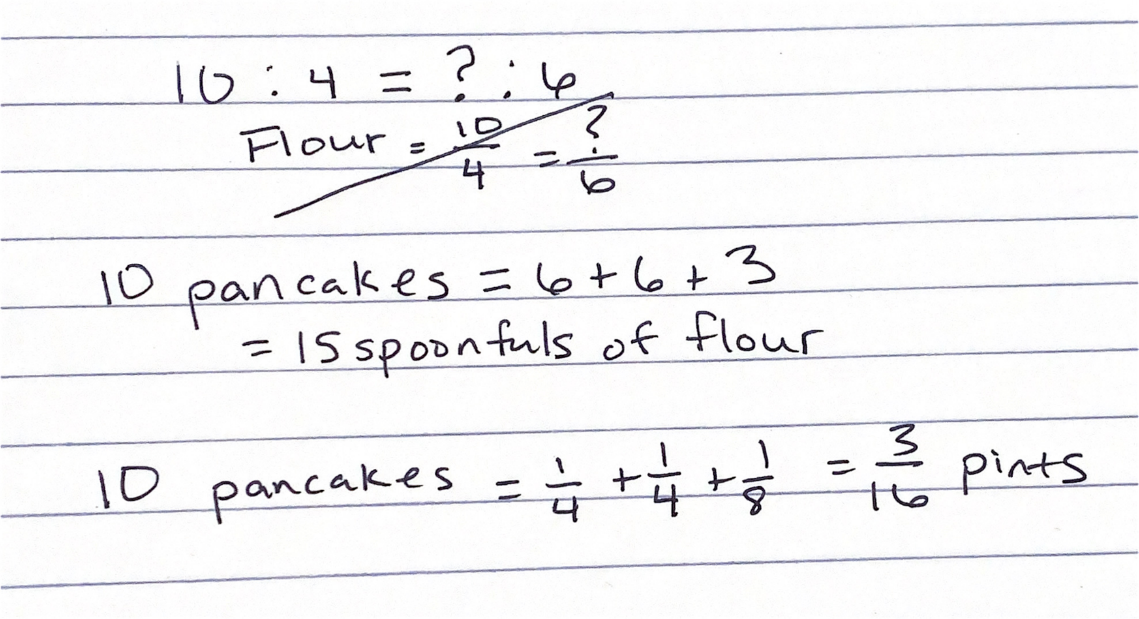 10 : 4 = ? : 6
Flour = 10/4 = ?/6
10 pancakes = 6 + 6 + 3
= 15 spoonfuls of flour
10 pancakes = 1/4 + 1/4 + 1/8 = 3/16 pints